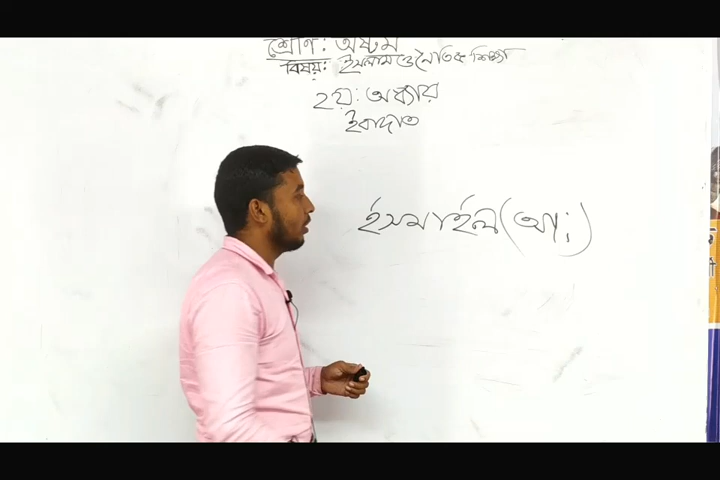 শ্রেণি: অষ্টম
বিষয়: ইসলাম ও নৈতিক শিক্ষা
২য়: অধ্যায়
ইবাদাত
ইসমাইল (আ:)